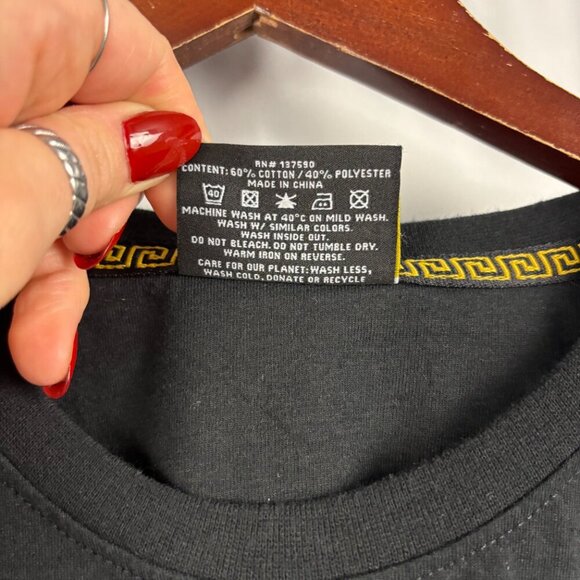 RN# 137590
CONTENT: 60% COTTON / 40% POLYESTER
MADE IN CHINA
40
MACHINE WASH AT 40°C ON MILD WASH.
WASH W/ SIMILAR COLORS.
WASH INSIDE OUT.
DO NOT BLEACH. DO NOT TUMBLE DRY.
WARM IRON ON REVERSE.
CARE FOR OUR PLANET: WASH LESS,
WASH COLD, DONATE OR RECYCLE